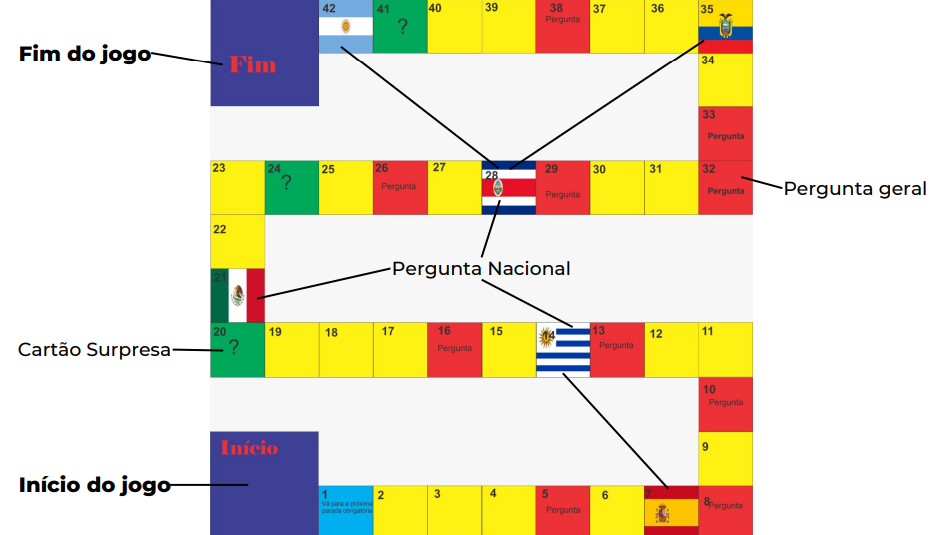 42
41
?
40
39
38
Pergunta
37
36
35
Fim do jogo
Fim
34
33
Pergunta
23
24
?
25
26
Pergunta
27
28
29
Pergunta
30
31
32
Pergunta
Pergunta geral
22
21
Pergunta Nacional
Cartão Surpresa
20
?
19
18
17
16
Pergunta
15
14
13
Pergunta
12
11
10
Pergunta
Início
9
Início do jogo
1
Vá para a próxima
parada obrigatória
2
3
4
5
Pergunta
6
7
8
Pergunta